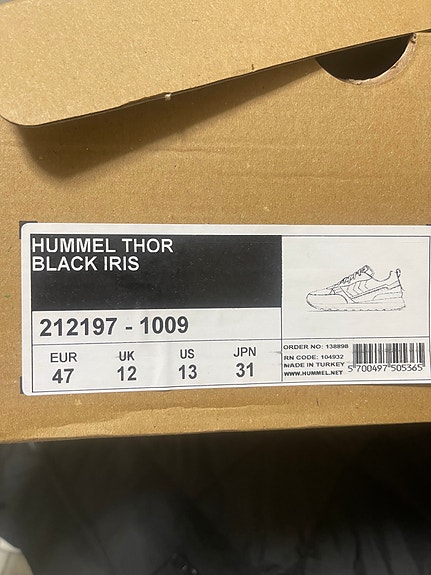 HUMMEL THOR
BLACK IRIS
212197 - 1009
EUR UK US JPN
47 12 13 31
ORDER NO: 138898
RN CODE: 104932
MADE IN TURKEY
WWW.HUMMEL.NET
5 700497 505365